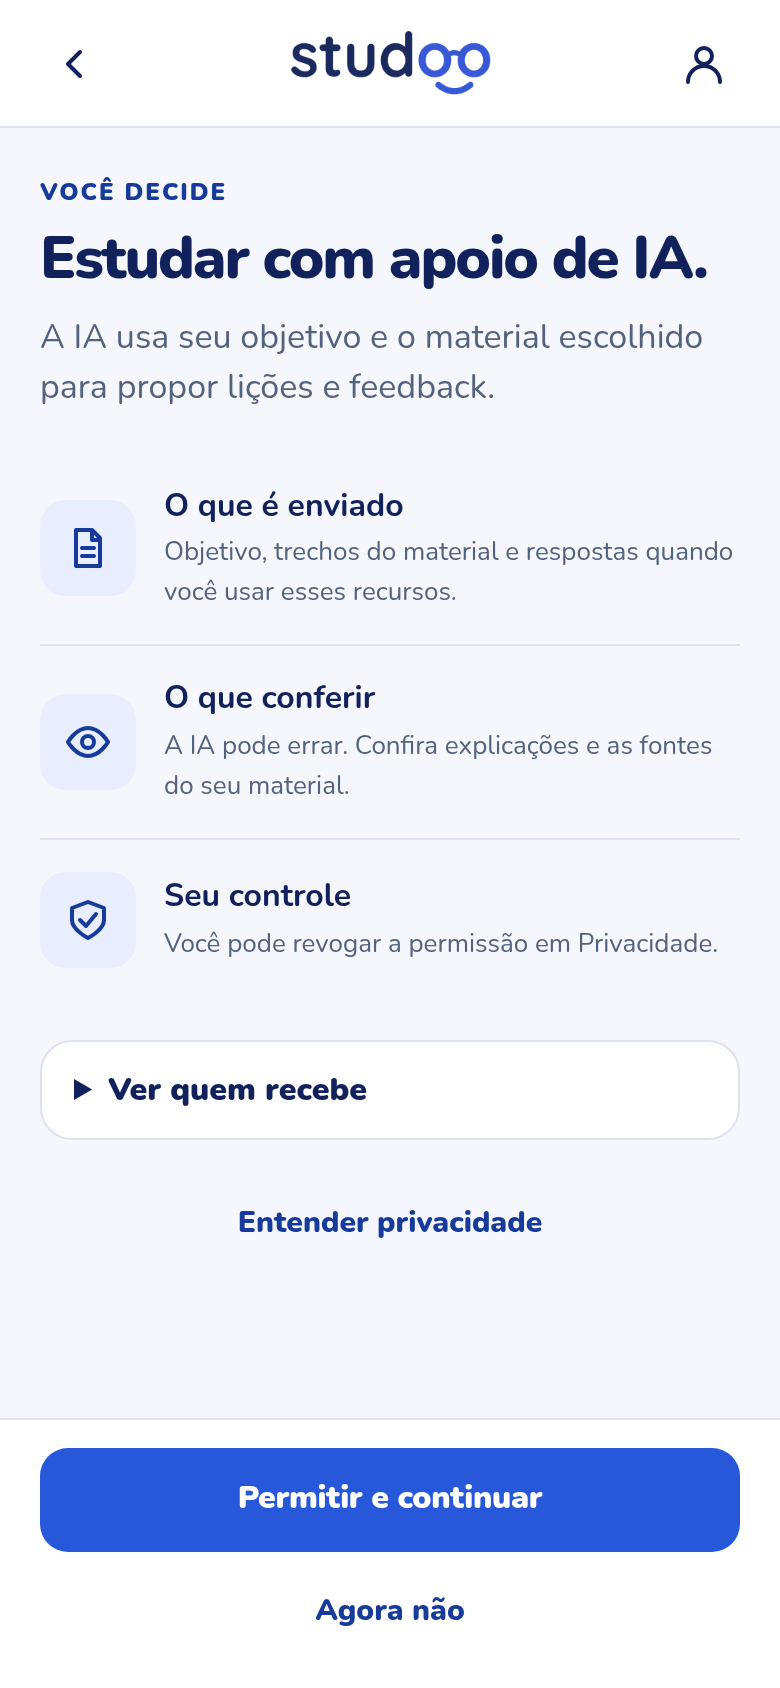 studoo
VOCÊ DECIDE
Estudar com apoio de IA.
A IA usa seu objetivo e o material escolhido
para propor lições e feedback.
O que é enviado
Objetivo, trechos do material e respostas quando
você usar esses recursos.
O que conferir
A IA pode errar. Confira explicações e as fontes
do seu material.
Seu controle
Você pode revogar a permissão em Privacidade.
Ver quem recebe
Entender privacidade
Permitir e continuar
Agora não